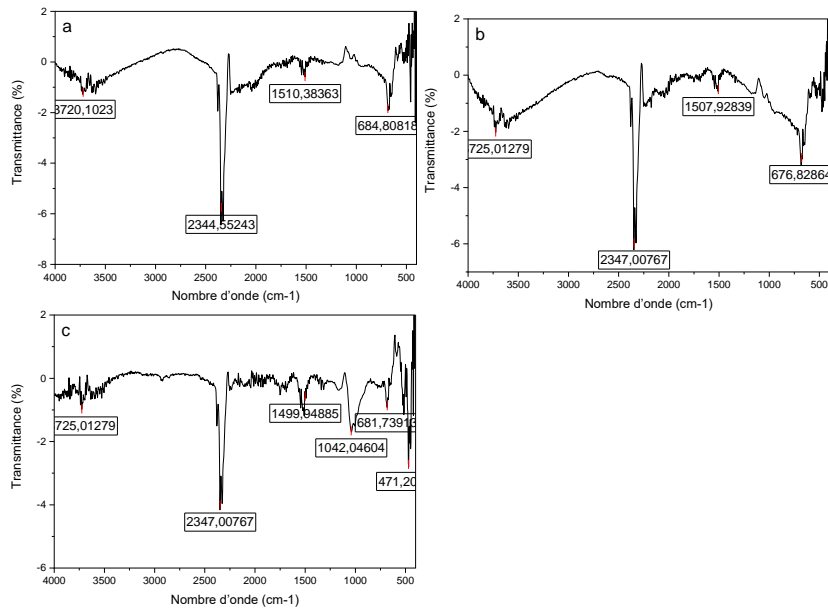 a
2
0
-2
-4
-6
-8
Transmittance (%)
3720,1023
2344,55243
1510,38363
684,80818
4000 3500 3000 2500 2000 1500 1000 500
Nombre d'onde (cm-1)
b
2
0
-2
-4
-6
Transmittance (%)
725,01279
2347,00767
1507,92839
676,82864
4000 3500 3000 2500 2000 1500 1000 500
Nombre d'onde (cm-1)
c
2
0
-2
-4
-6
Transmittance (%)
725,01279
2347,00767
1499,94885
1042,04604
681,73913
471,20
4000 3500 3000 2500 2000 1500 1000 500
Nombre d'onde (cm-1)